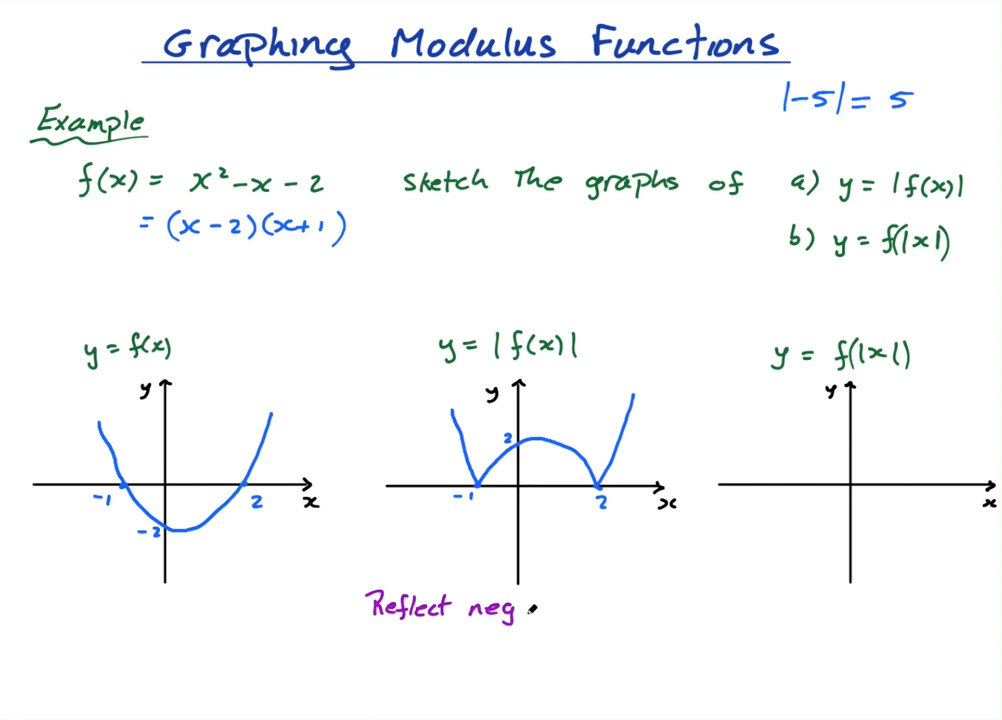 Graphing Modulus Functions
|-5| = 5
Example
f(x) = x² - x - 2 sketch the graphs of a) y = |f(x)|
= (x - 2)(x + 1)
b) y = f(|x|)
y = f(x)
y = |f(x)|
y = f(|x|)
y
y
y
2
-1
2
x
-1
2
x
x
-2
Reflect neg